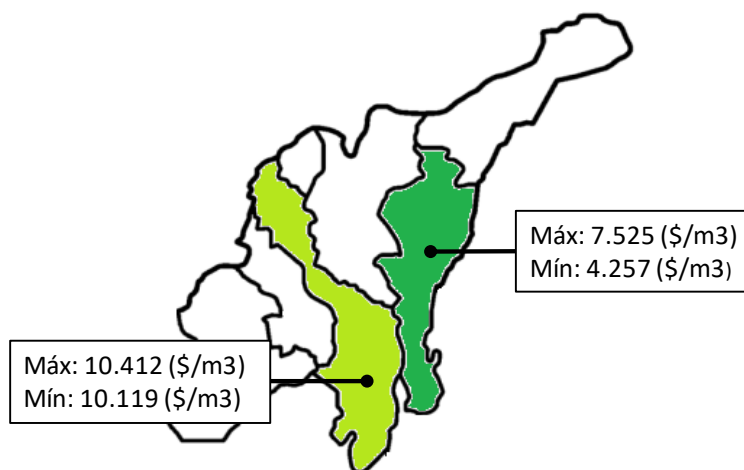 Máx: 7.525 ($/m3)
Mín: 4.257 ($/m3)
Máx: 10.412 ($/m3)
Mín: 10.119 ($/m3)